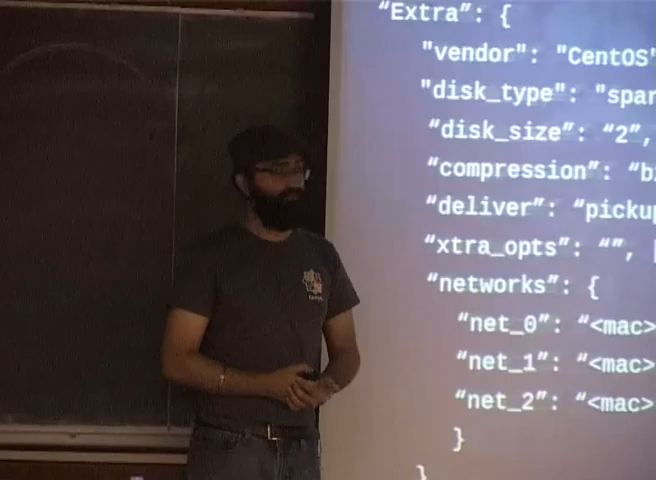 “Extra”: {
"vendor": "CentOS"
"disk_type": "spar
“disk_size”: “2”,
“compression”: “b
“deliver”: “pickup
“xtra_opts”: “”,
“networks”: {
“net_0”: “<mac>
“net_1”: “<mac>
“net_2”: “<mac>
}
}